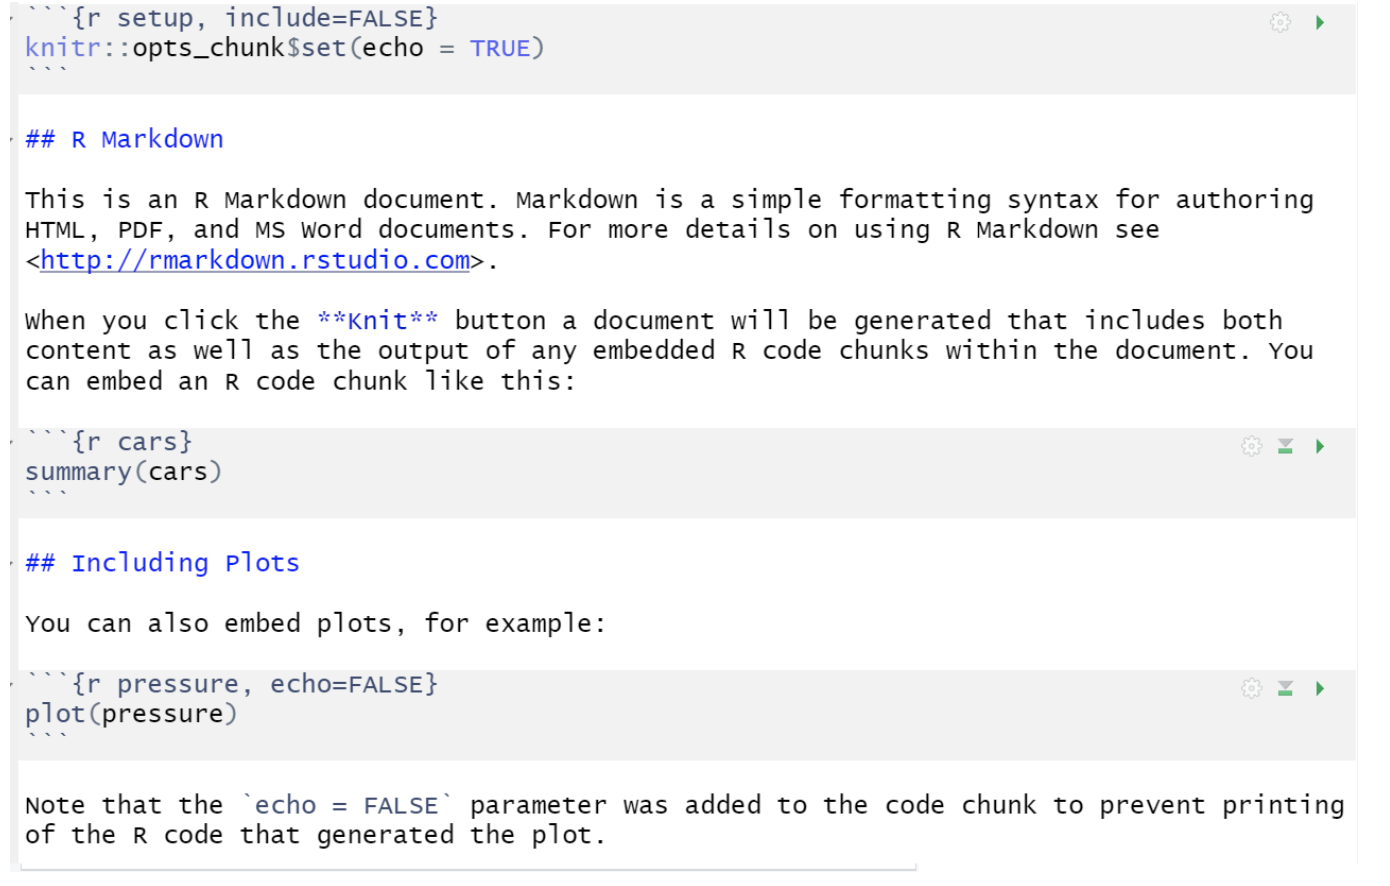 ```{r setup, include=FALSE}
knitr::opts_chunk$set(echo = TRUE)
```
## R Markdown
This is an R Markdown document. Markdown is a simple formatting syntax for authoring
HTML, PDF, and MS Word documents. For more details on using R Markdown see
<http://rmarkdown.rstudio.com>.
When you click the **Knit** button a document will be generated that includes both
content as well as the output of any embedded R code chunks within the document. You
can embed an R code chunk like this:
```{r cars}
summary(cars)
```
## Including Plots
You can also embed plots, for example:
```{r pressure, echo=FALSE}
plot(pressure)
```
Note that the `echo = FALSE` parameter was added to the code chunk to prevent printing
of the R code that generated the plot.